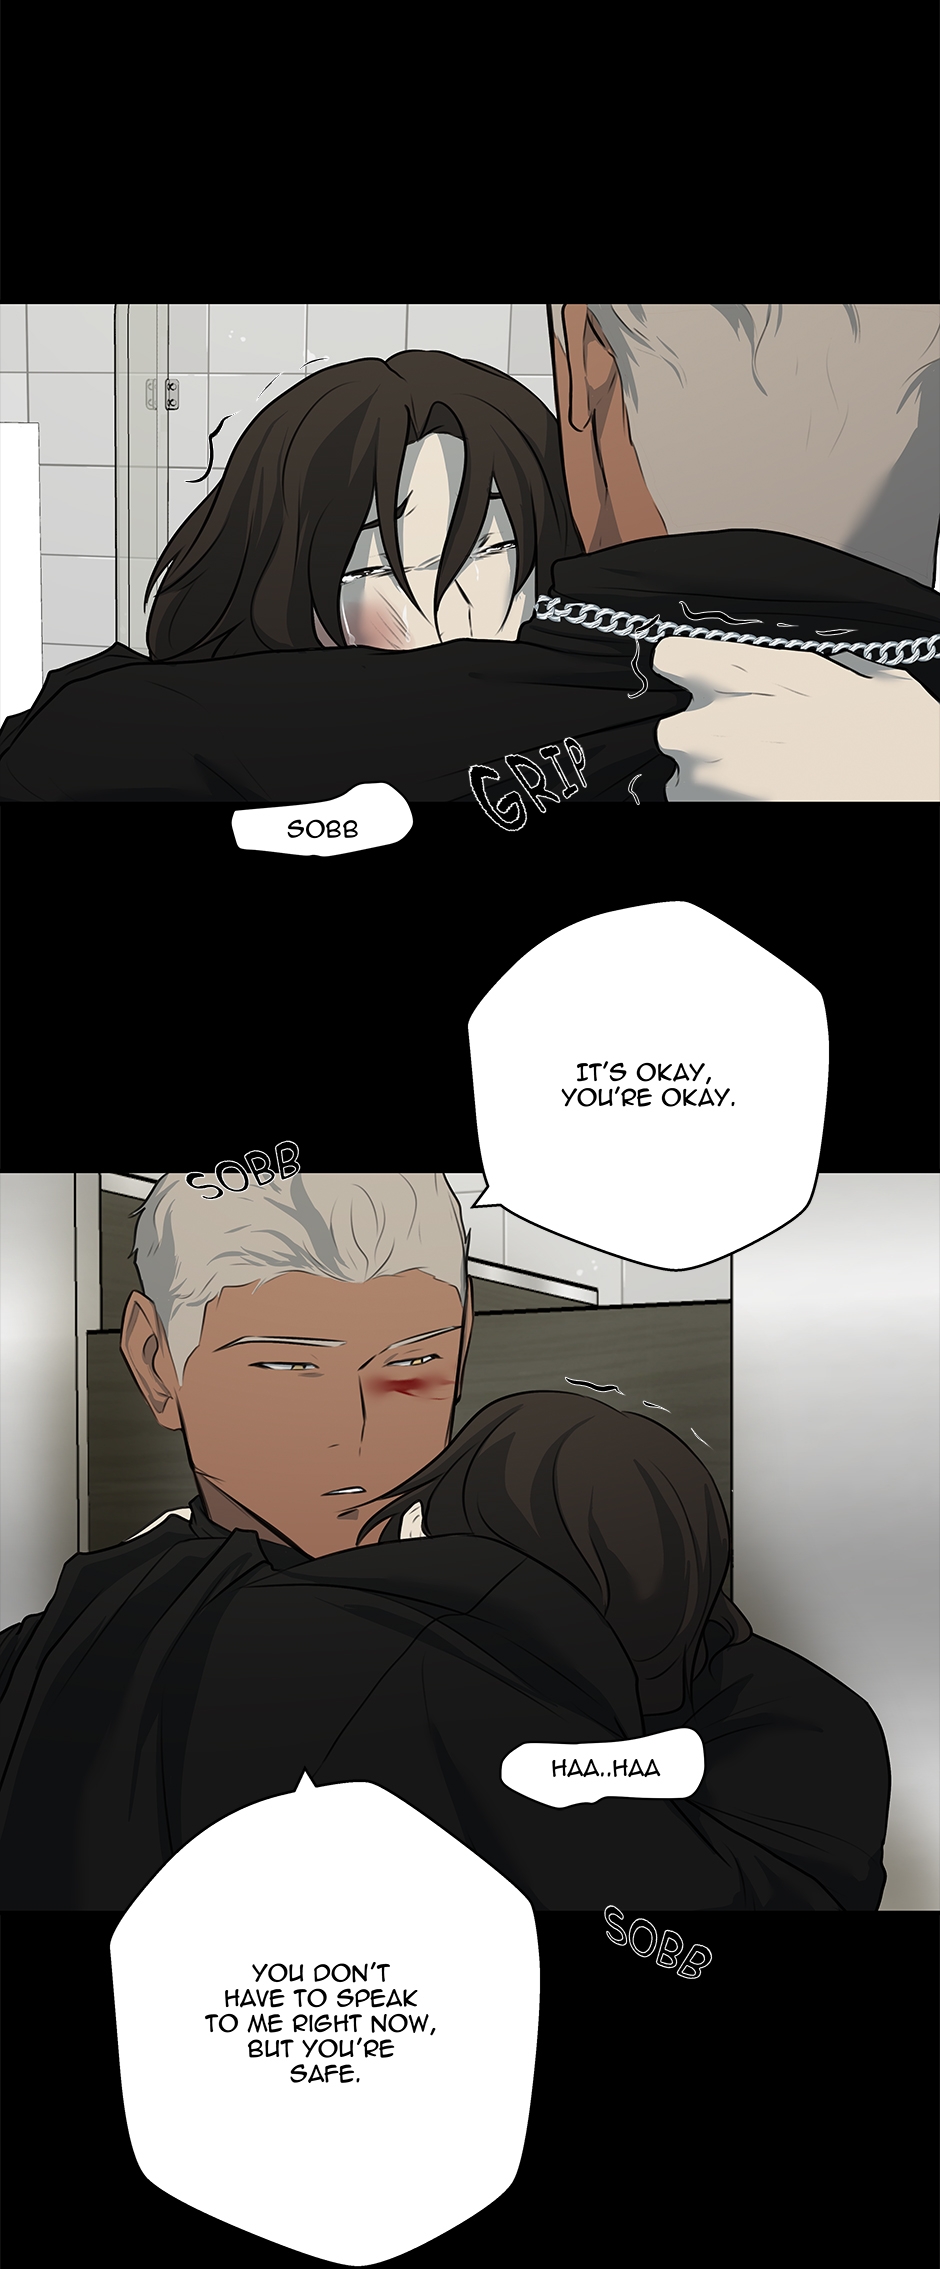 GRIP
SOBB
IT'S OKAY,
YOU'RE OKAY.
SOBB
HAA..HAA
YOU DON'T
HAVE TO SPEAK
TO ME RIGHT NOW,
BUT YOU'RE
SAFE.
SOBB